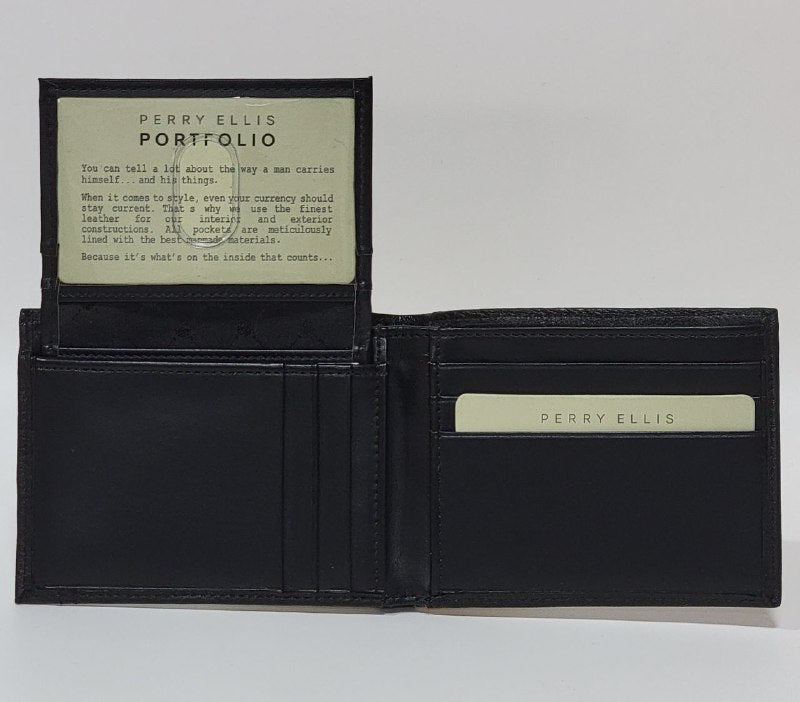 PERRY ELLIS
PORTFOLIO
You can tell a lot about the way a man carries
himself... and his things.
When it comes to style, even your currency should
stay current. That s why we use the finest
leather for our interior and exterior
constructions. All pockets are meticulously
lined with the best manmade materials.
Because it's what's on the inside that counts...
PERRY ELLIS